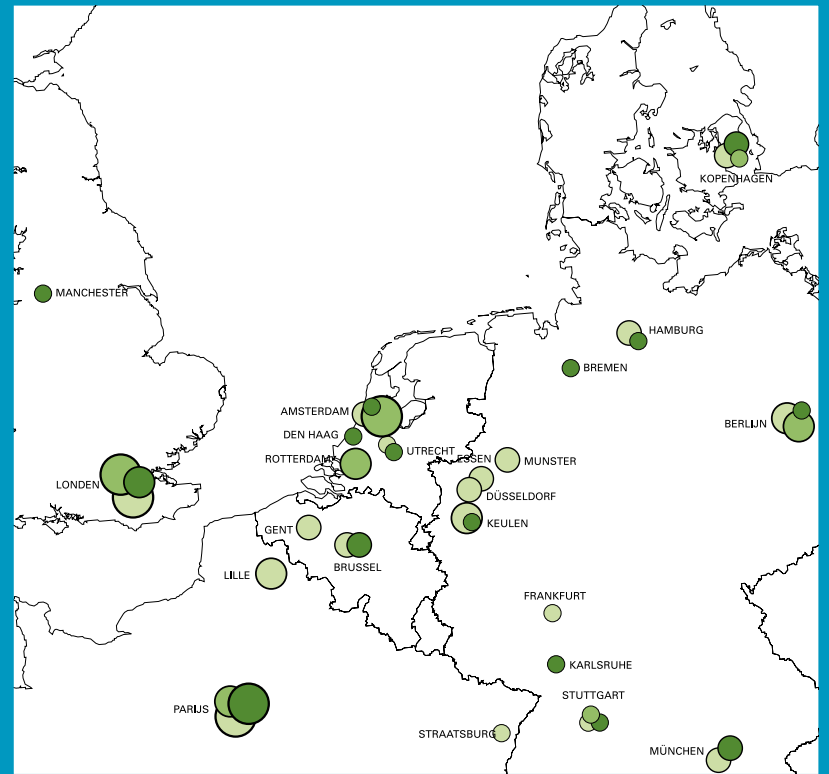 KOPENHAGEN
MANCHESTER
HAMBURG
BREMEN
AMSTERDAM
BERLIJN
DEN HAAG
UTRECHT
ROTTERDAM
ESSEN
MUNSTER
LONDEN
DÜSSELDORF
GENT
KEULEN
BRUSSEL
LILLE
FRANKFURT
KARLSRUHE
STUTTGART
PARIJS
STRAATSBURG
MÜNCHEN